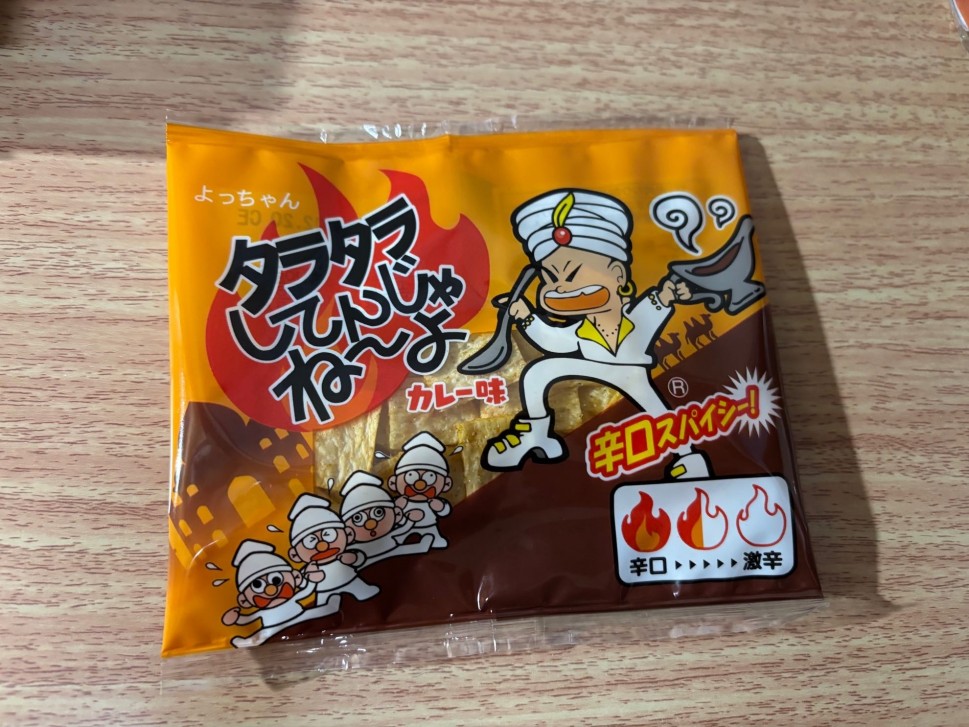 よっちゃん
タラタラ
してんじゃ
ね〜よ
カレー味
®
辛口スパイシー!
辛口 ▸▸▸▸▸ 激辛